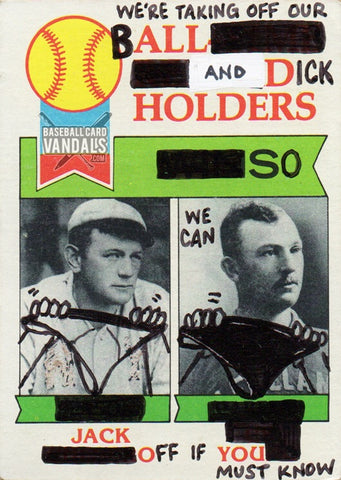 WE'RE TAKING OFF OUR
BALL
AND DICK
HOLDERS
BASEBALL CARD
VANDALS
.COM
SO
WE
CAN
LAN
JACK
OFF IF YOU
MUST KNOW